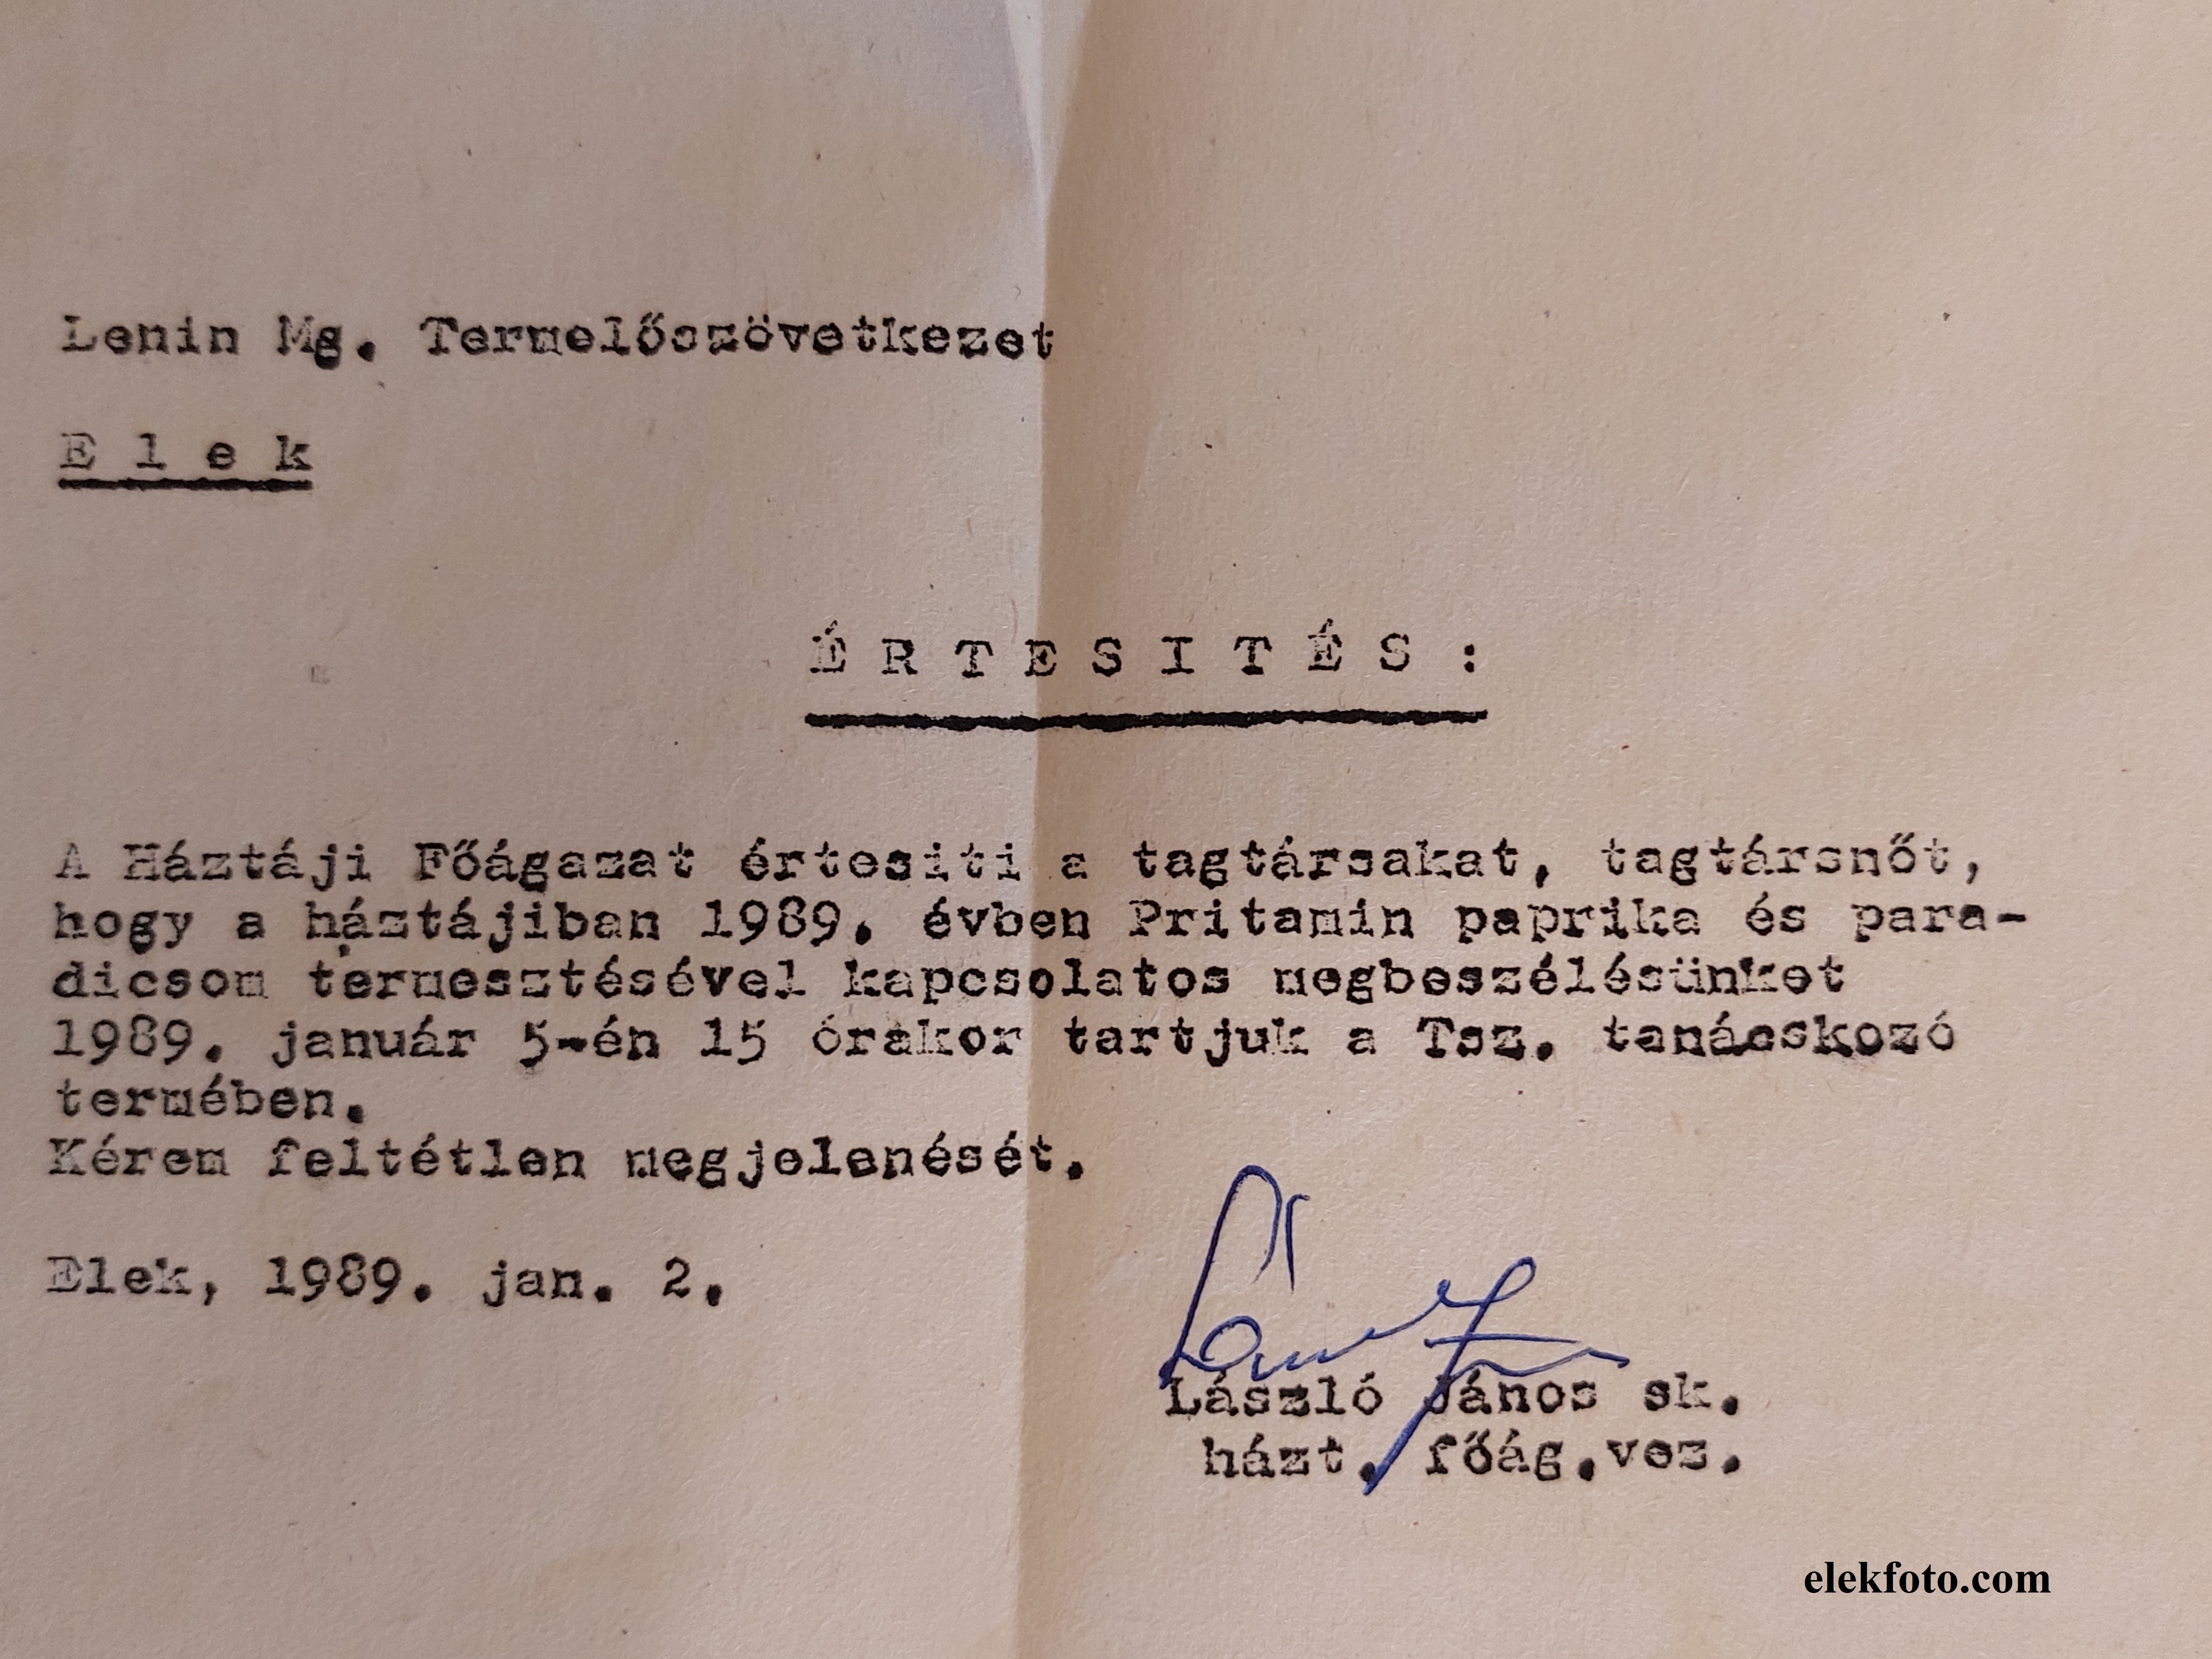 Lenin Mg. Termelőszövetkezet
E l e k
É R T E S I T É S :
A Háztáji Főágazat értesiti a tagtársakat, tagtársnőt,
hogy a háztájiban 1989. évben Pritamin paprika és para-
dicsom termesztésével kapcsolatos megbeszélésünket
1989. január 5-én 15 órakor tartjuk a Tsz. tanácskozó
termében.
Kérem feltétlen megjelenését.
Elek, 1989. jan. 2.
László János sk.
házt. főág.vez.
elekfoto.com